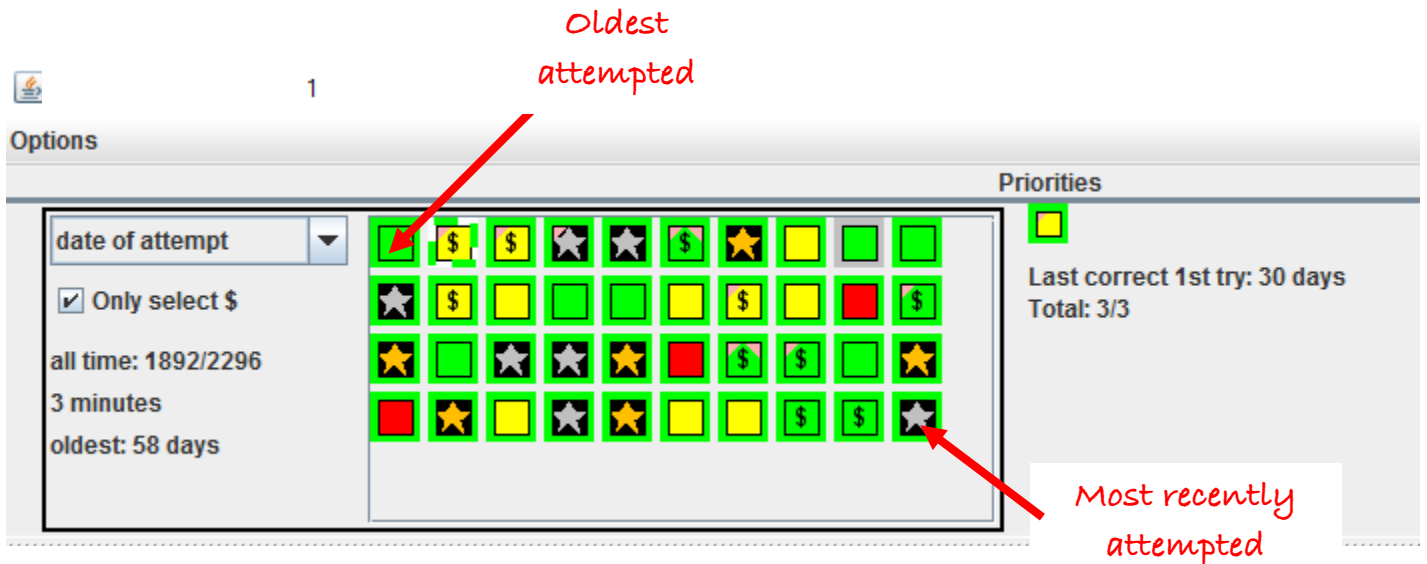 Oldest
attempted
1
Options
Priorities
date of attempt
$ $ $
Only select $
Last correct 1st try: 30 days
Total: 3/3
$ $ $
all time: 1892/2296
$ $
3 minutes
$ $
oldest: 58 days
Most recently
attempted